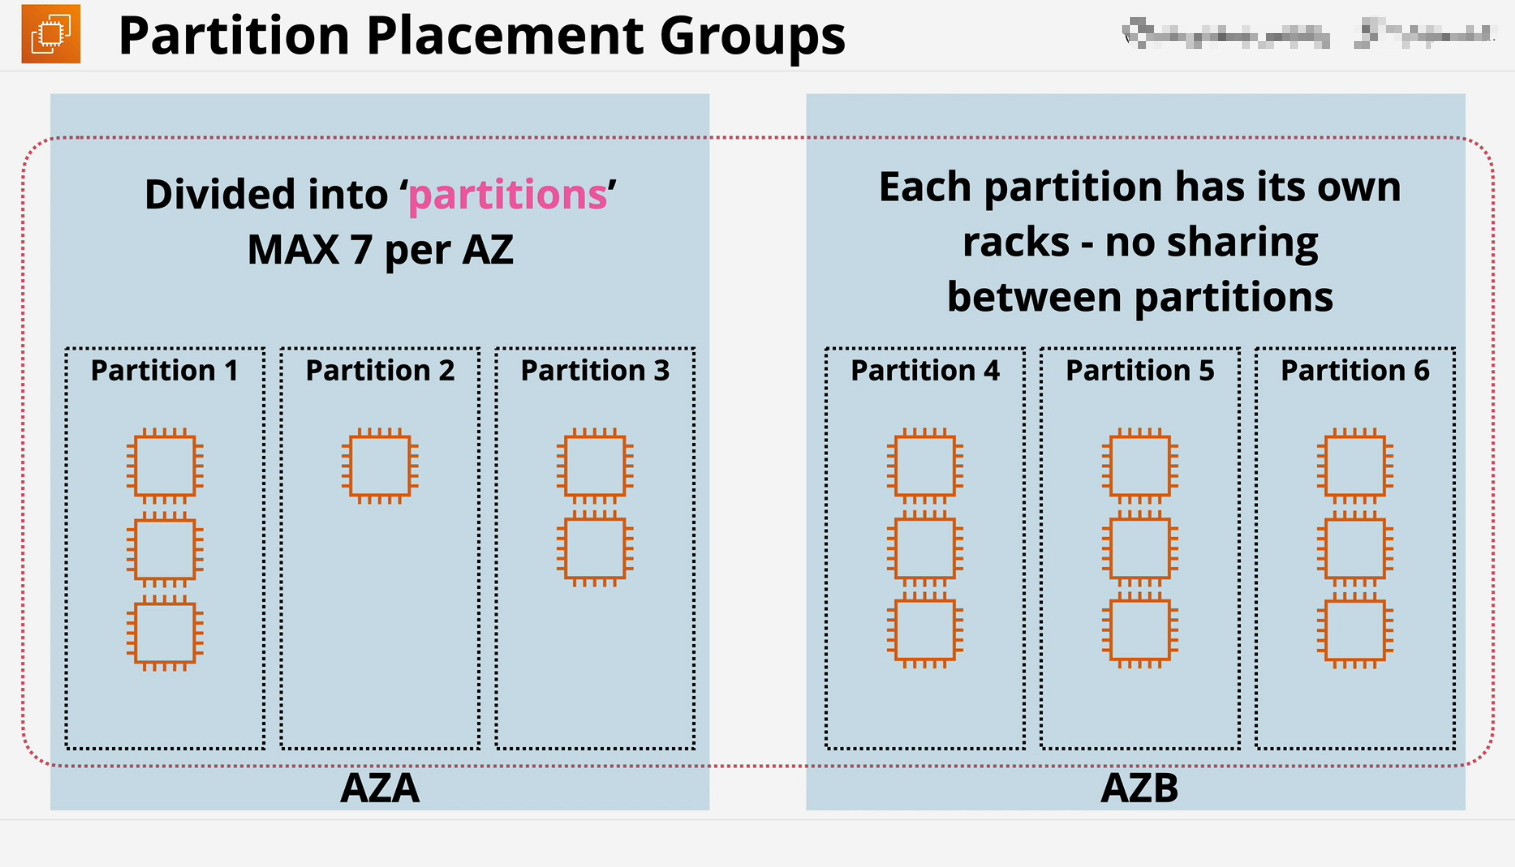 Partition Placement Groups
Divided into ‘partitions’
MAX 7 per AZ
Each partition has its own
racks - no sharing
between partitions
Partition 1
Partition 2
Partition 3
Partition 4
Partition 5
Partition 6
AZA
AZB